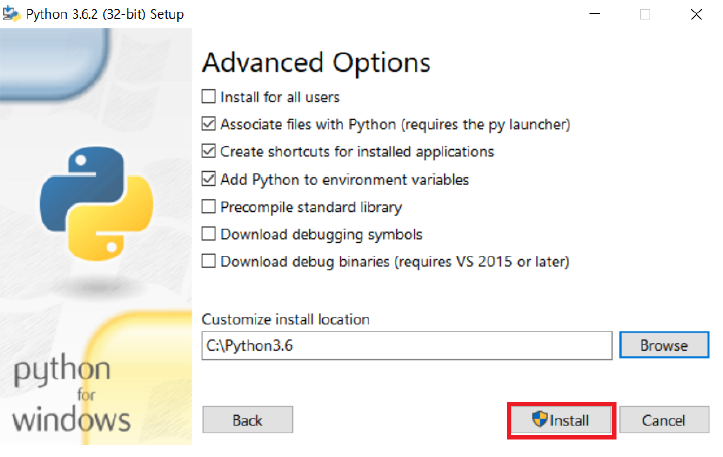 Python 3.6.2 (32-bit) Setup
Advanced Options
Install for all users
Associate files with Python (requires the py launcher)
Create shortcuts for installed applications
Add Python to environment variables
Precompile standard library
Download debugging symbols
Download debug binaries (requires VS 2015 or later)
Customize install location
C:\Python3.6
Browse
python
for
windows
Back
Install
Cancel